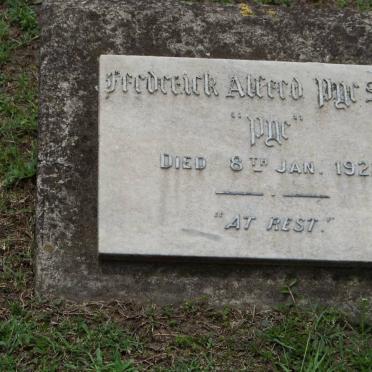 Frederick Alfred Pye S
"Pye"
DIED 8TH JAN. 192
"AT REST."